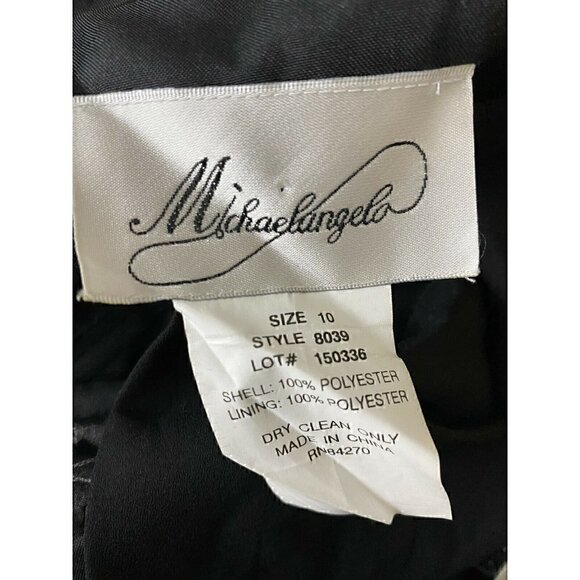 Michaelangelo
SIZE 10
STYLE 8039
LOT# 150336
SHELL: 100% POLYESTER
LINING: 100% POLYESTER
DRY CLEAN ONLY
MADE IN CHINA
RN84270